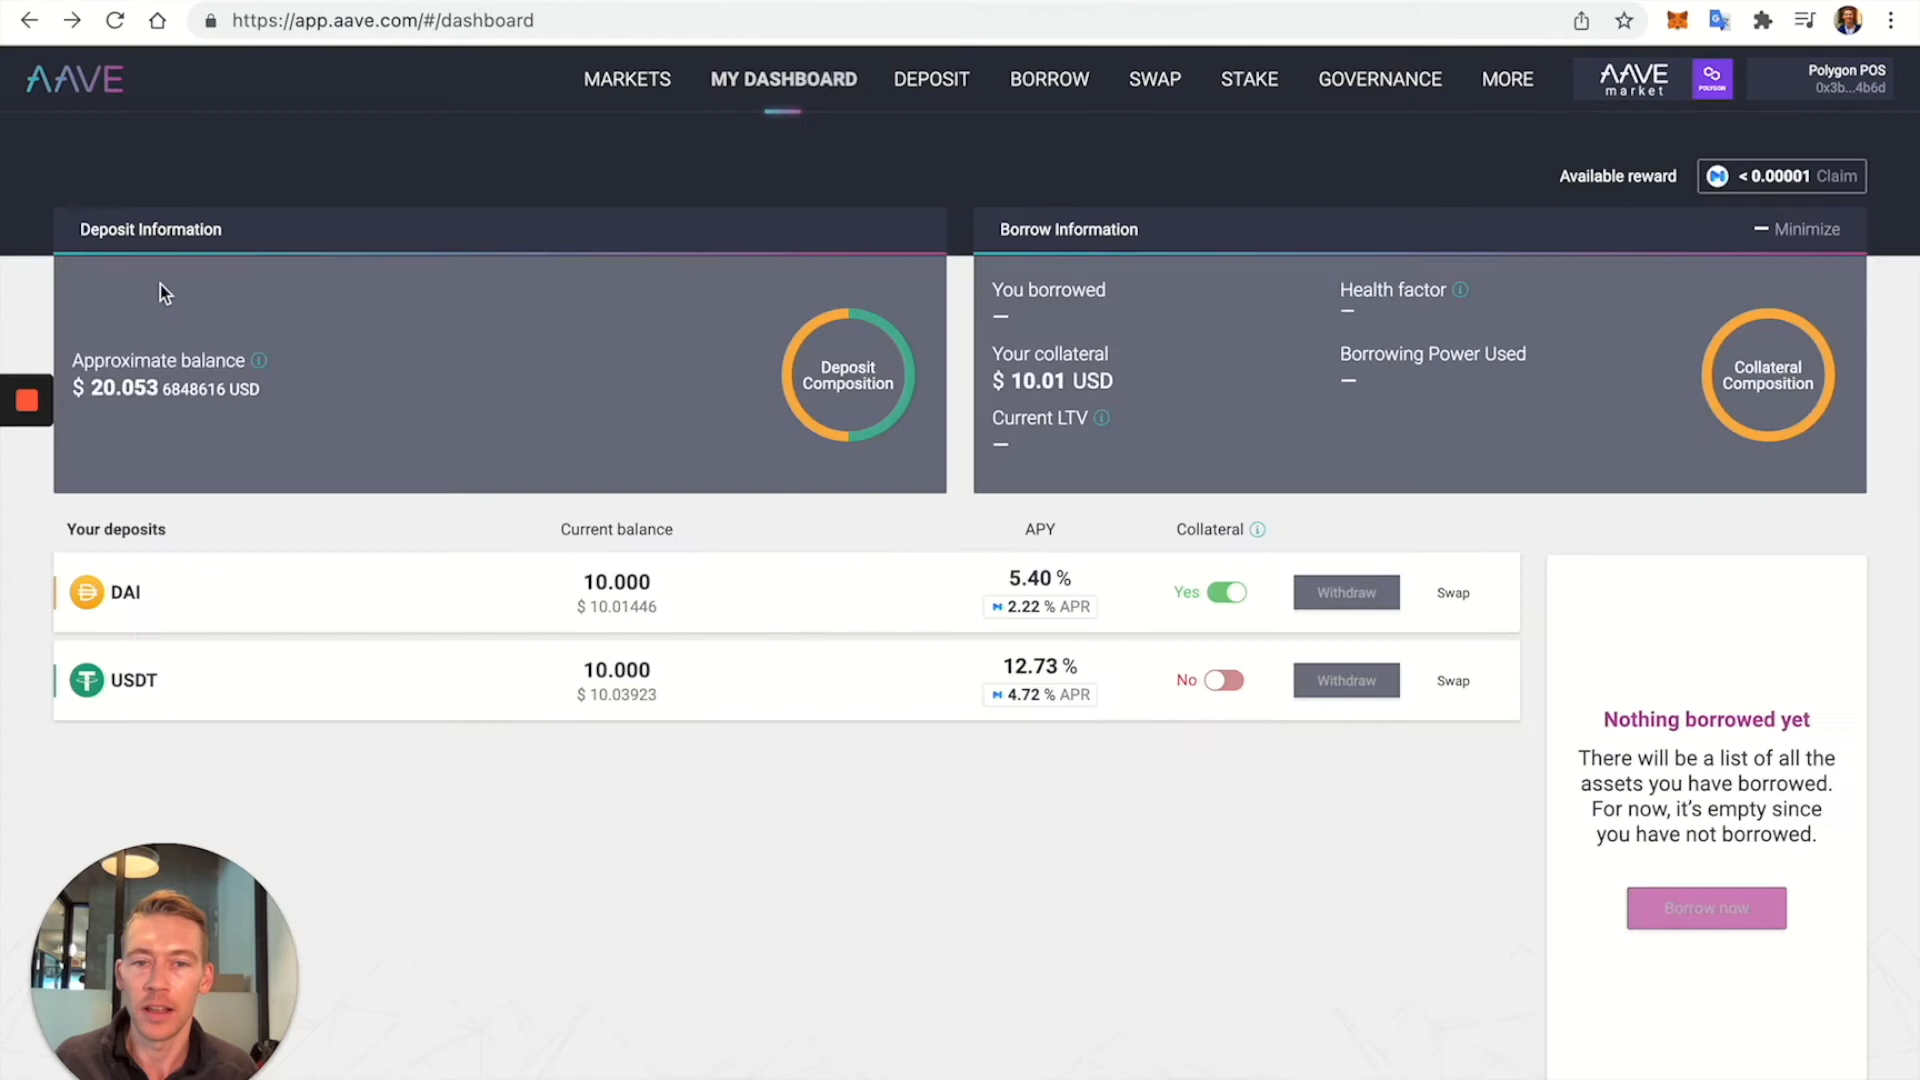 https://app.aave.com/#/dashboard
AAVE
MARKETS
MY DASHBOARD
DEPOSIT
BORROW
SWAP
STAKE
GOVERNANCE
MORE
AAVE
market
POLYGON
Polygon POS
0x3b...4b6d
Available reward
< 0.00001 Claim
Deposit Information
Approximate balance
$ 20.053 6848616 USD
Deposit
Composition
Borrow Information
Minimize
You borrowed
—
Health factor
—
Your collateral
$ 10.01 USD
Borrowing Power Used
—
Current LTV
—
Collateral
Composition
Your deposits
Current balance
APY
Collateral
DAI
10.000
$ 10.01446
5.40 %
2.22 % APR
Yes
Withdraw
Swap
USDT
10.000
$ 10.03923
12.73 %
4.72 % APR
No
Withdraw
Swap
Nothing borrowed yet
There will be a list of all the
assets you have borrowed.
For now, it's empty since
you have not borrowed.
Borrow now